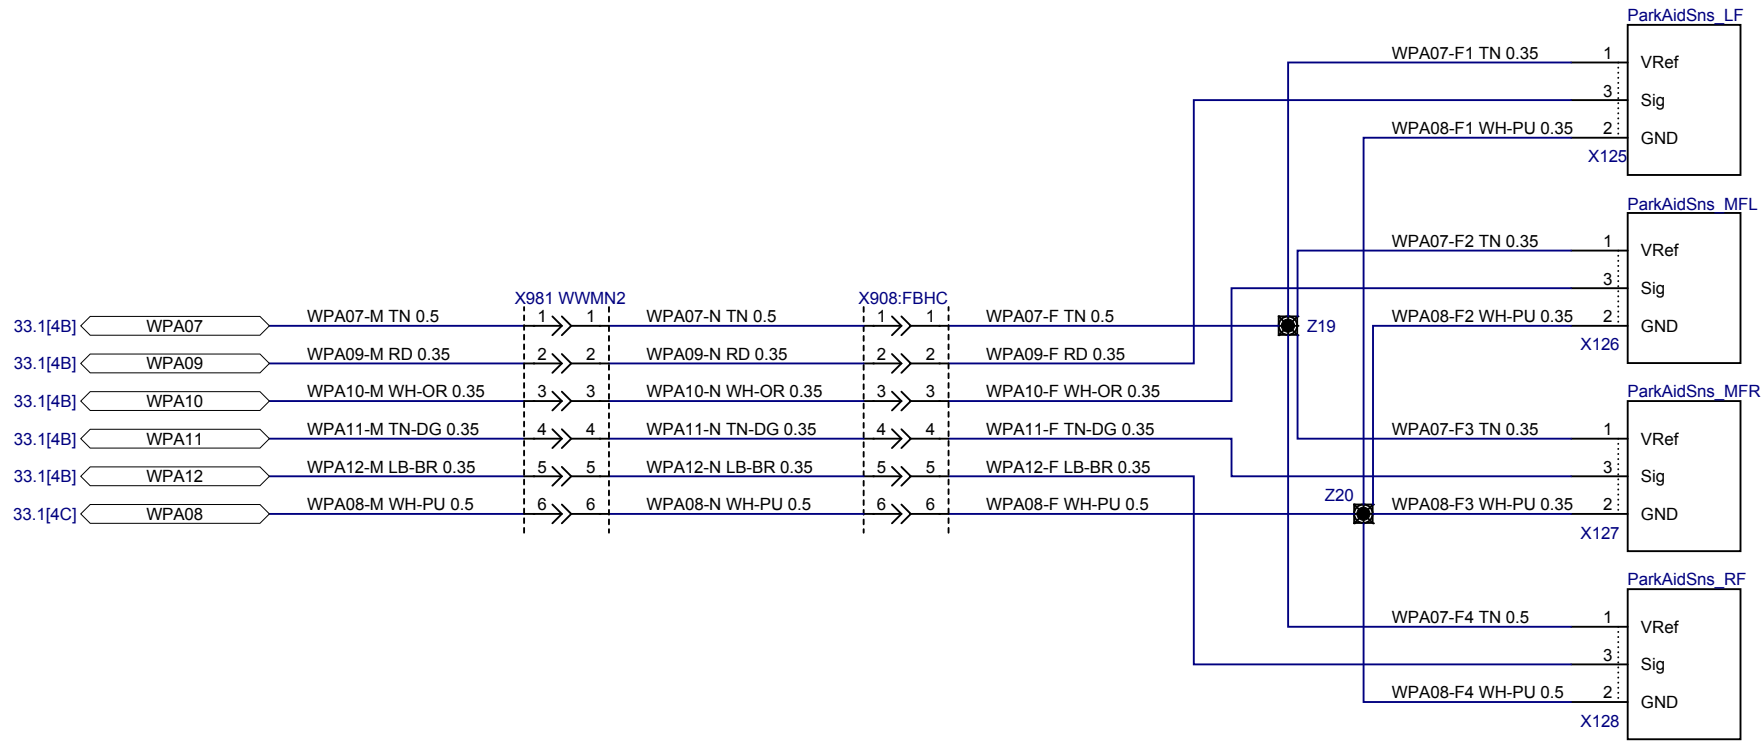 ParkAidSns_LF
WPA07-F1 TN 0.35 1 VRef
3 Sig
WPA08-F1 WH-PU 0.35 2 GND
X125
ParkAidSns_MFL
WPA07-F2 TN 0.35 1 VRef
3 Sig
WPA08-F2 WH-PU 0.35 2 GND
X126
X981 WWMN2 X908:FBHC
33.1[4B] WPA07 WPA07-M TN 0.5 1 1 WPA07-N TN 0.5 1 1 WPA07-F TN 0.5 Z19
33.1[4B] WPA09 WPA09-M RD 0.35 2 2 WPA09-N RD 0.35 2 2 WPA09-F RD 0.35
33.1[4B] WPA10 WPA10-M WH-OR 0.35 3 3 WPA10-N WH-OR 0.35 3 3 WPA10-F WH-OR 0.35
33.1[4B] WPA11 WPA11-M TN-DG 0.35 4 4 WPA11-N TN-DG 0.35 4 4 WPA11-F TN-DG 0.35
33.1[4B] WPA12 WPA12-M LB-BR 0.35 5 5 WPA12-N LB-BR 0.35 5 5 WPA12-F LB-BR 0.35
33.1[4C] WPA08 WPA08-M WH-PU 0.5 6 6 WPA08-N WH-PU 0.5 6 6 WPA08-F WH-PU 0.5 Z20
ParkAidSns_MFR
WPA07-F3 TN 0.35 1 VRef
3 Sig
WPA08-F3 WH-PU 0.35 2 GND
X127
ParkAidSns_RF
WPA07-F4 TN 0.5 1 VRef
3 Sig
WPA08-F4 WH-PU 0.5 2 GND
X128